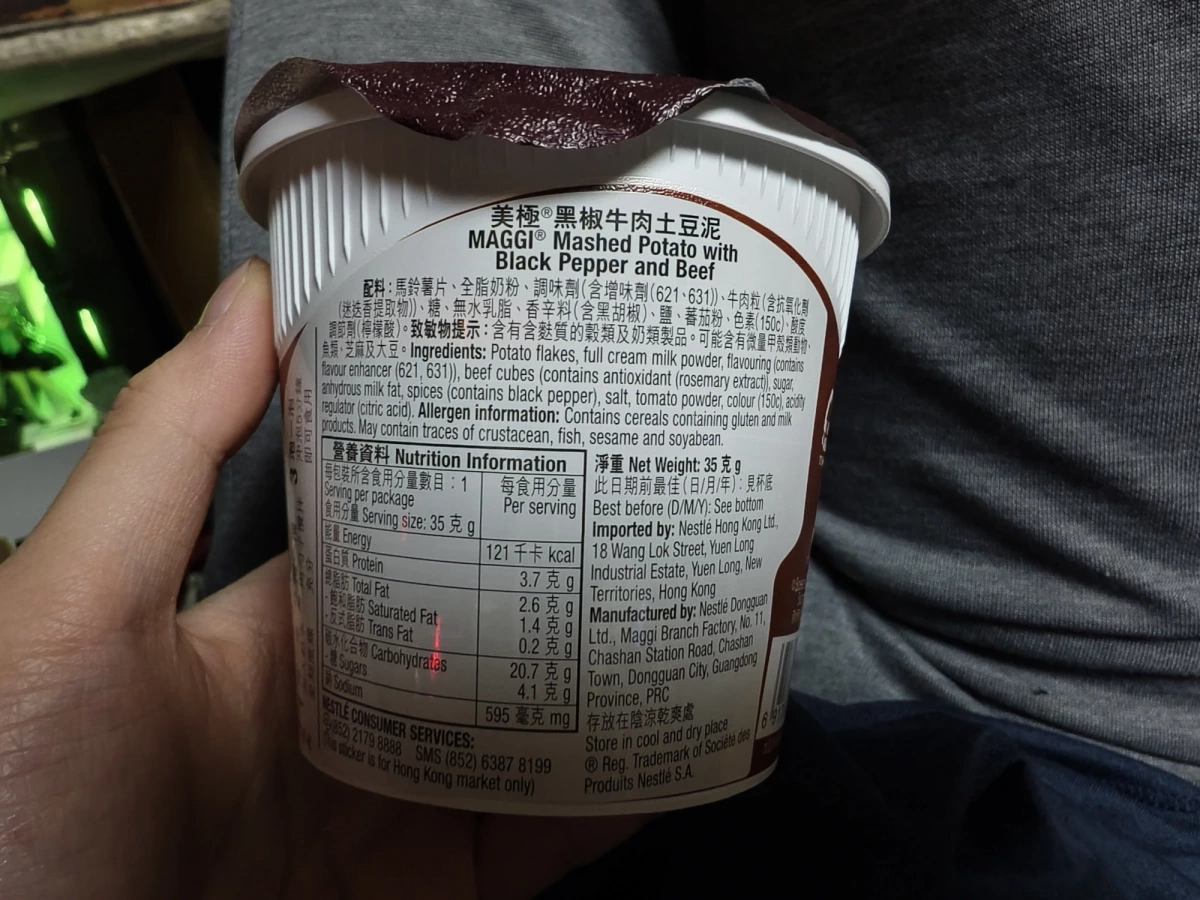 美極®黑椒牛肉土豆泥
MAGGI® Mashed Potato with
Black Pepper and Beef
配料：馬鈴薯片、全脂奶粉、調味劑(含增味劑(621、631))、牛肉粒(含抗氧化劑
(迷迭香提取物))、糖、無水乳脂、香辛料(含黑胡椒)、鹽、蕃茄粉、色素(150c)、酸度
調節劑(檸檬酸)。致敏物提示：含有含麩質的穀類及奶類製品。可能含有微量甲殼類動物、
魚類、芝麻及大豆。Ingredients: Potato flakes, full cream milk powder, flavouring (contains
flavour enhancer (621, 631)), beef cubes (contains antioxidant (rosemary extract)), sugar,
anhydrous milk fat, spices (contains black pepper), salt, tomato powder, colour (150c), acidity
regulator (citric acid). Allergen information: Contains cereals containing gluten and milk
products. May contain traces of crustacean, fish, sesame and soyabean.
營養資料 Nutrition Information
每包裝所含食用分量數目：1
Serving per package
食用分量 Serving size: 35 克 g
每食用分量
Per serving
能量 Energy 121 千卡 kcal
蛋白質 Protein 3.7 克 g
總脂肪 Total Fat 2.6 克 g
-飽和脂肪 Saturated Fat 1.4 克 g
-反式脂肪 Trans Fat 0.2 克 g
碳水化合物 Carbohydrates 20.7 克 g
-糖 Sugars 4.1 克 g
鈉 Sodium 595 毫克 mg
NESTLÉ CONSUMER SERVICES:
(852) 2179 8888 SMS (852) 6387 8199
(This sticker is for Hong Kong market only)
淨重 Net Weight: 35 克 g
此日期前最佳(日/月/年)：見杯底
Best before (D/M/Y): See bottom
Imported by: Nestlé Hong Kong Ltd.,
18 Wang Lok Street, Yuen Long
Industrial Estate, Yuen Long, New
Territories, Hong Kong
Manufactured by: Nestlé Dongguan
Ltd., Maggi Branch Factory, No. 11,
Chashan Station Road, Chashan
Town, Dongguan City, Guangdong
Province, PRC
存放在陰涼乾爽處
Store in cool and dry place
® Reg. Trademark of Société des
Produits Nestlé S.A.